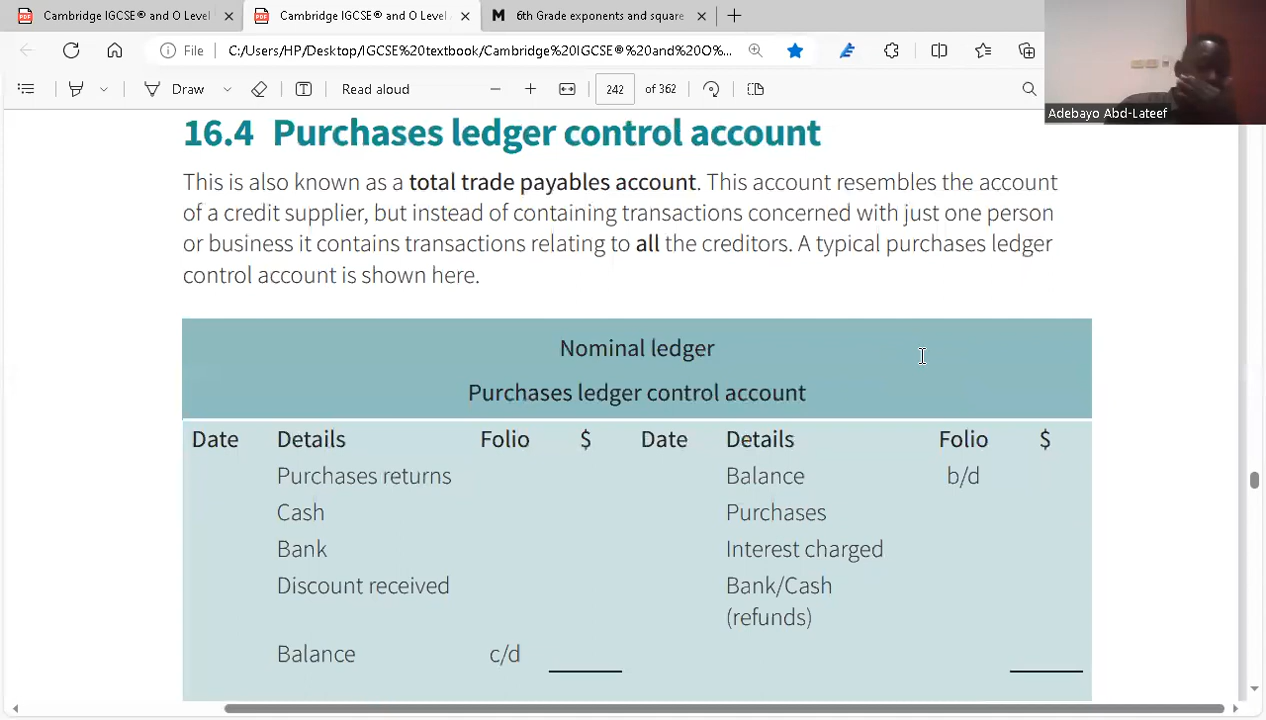 Cambridge IGCSE® and O Level
Cambridge IGCSE® and O Level
6th Grade exponents and square
File
C:/Users/HP/Desktop/IGCSE%20textbook/Cambridge%20IGCSE®%20and%20O%...
Draw
Read aloud
242
of 362
Adebayo Abd-Lateef
16.4 Purchases ledger control account
This is also known as a total trade payables account. This account resembles the account
of a credit supplier, but instead of containing transactions concerned with just one person
or business it contains transactions relating to all the creditors. A typical purchases ledger
control account is shown here.
Nominal ledger
Purchases ledger control account
Date Details Folio $ Date Details Folio $
Purchases returns Balance b/d
Cash Purchases
Bank Interest charged
Discount received Bank/Cash
(refunds)
Balance c/d